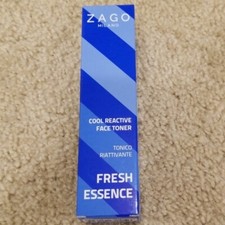 ZAGO
MILANO
COOL REACTIVE
FACE TONER
TONICO
RIATTIVANTE
FRESH
ESSENCE